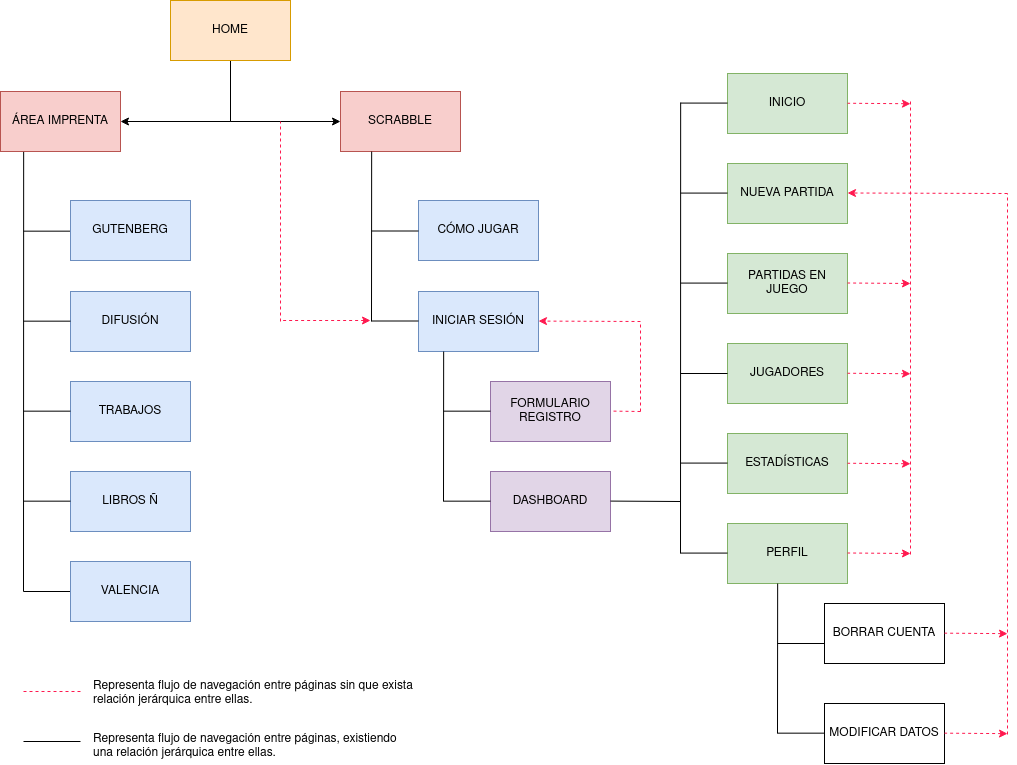 HOME
ÁREA IMPRENTA
SCRABBLE
GUTENBERG
DIFUSIÓN
TRABAJOS
LIBROS Ñ
VALENCIA
CÓMO JUGAR
INICIAR SESIÓN
FORMULARIO
REGISTRO
DASHBOARD
INICIO
NUEVA PARTIDA
PARTIDAS EN
JUEGO
JUGADORES
ESTADÍSTICAS
PERFIL
BORRAR CUENTA
MODIFICAR DATOS
Representa flujo de navegación entre páginas sin que exista
relación jerárquica entre ellas.
Representa flujo de navegación entre páginas, existiendo
una relación jerárquica entre ellas.